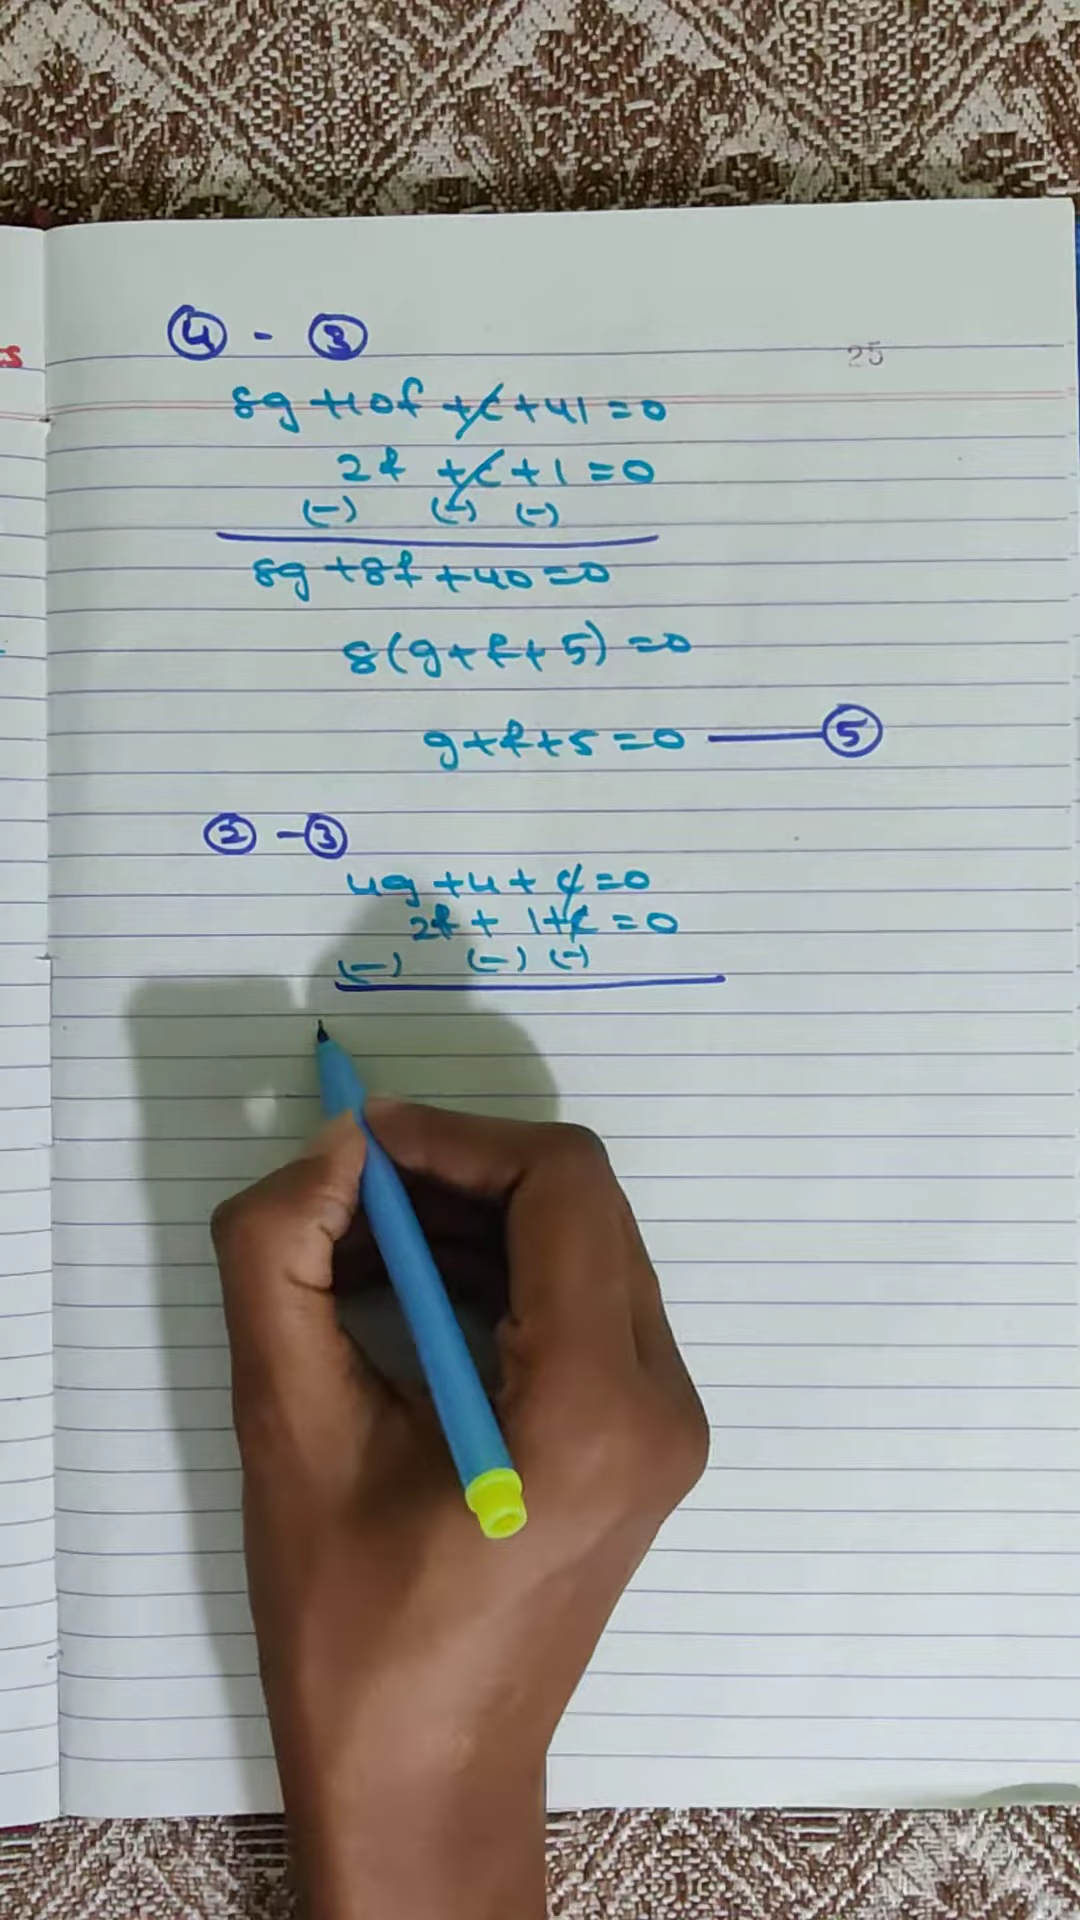 ④ - ③
25
8g +10f +c +41 =0
2f +c +1 =0
(-) (-) (-)
8g +8f +40 =0
8(g+f+5) =0
g+f+5 =0 —— ⑤
② - ③
4g +4 + c =0
2f + 1+c =0
(-) (-) (-)